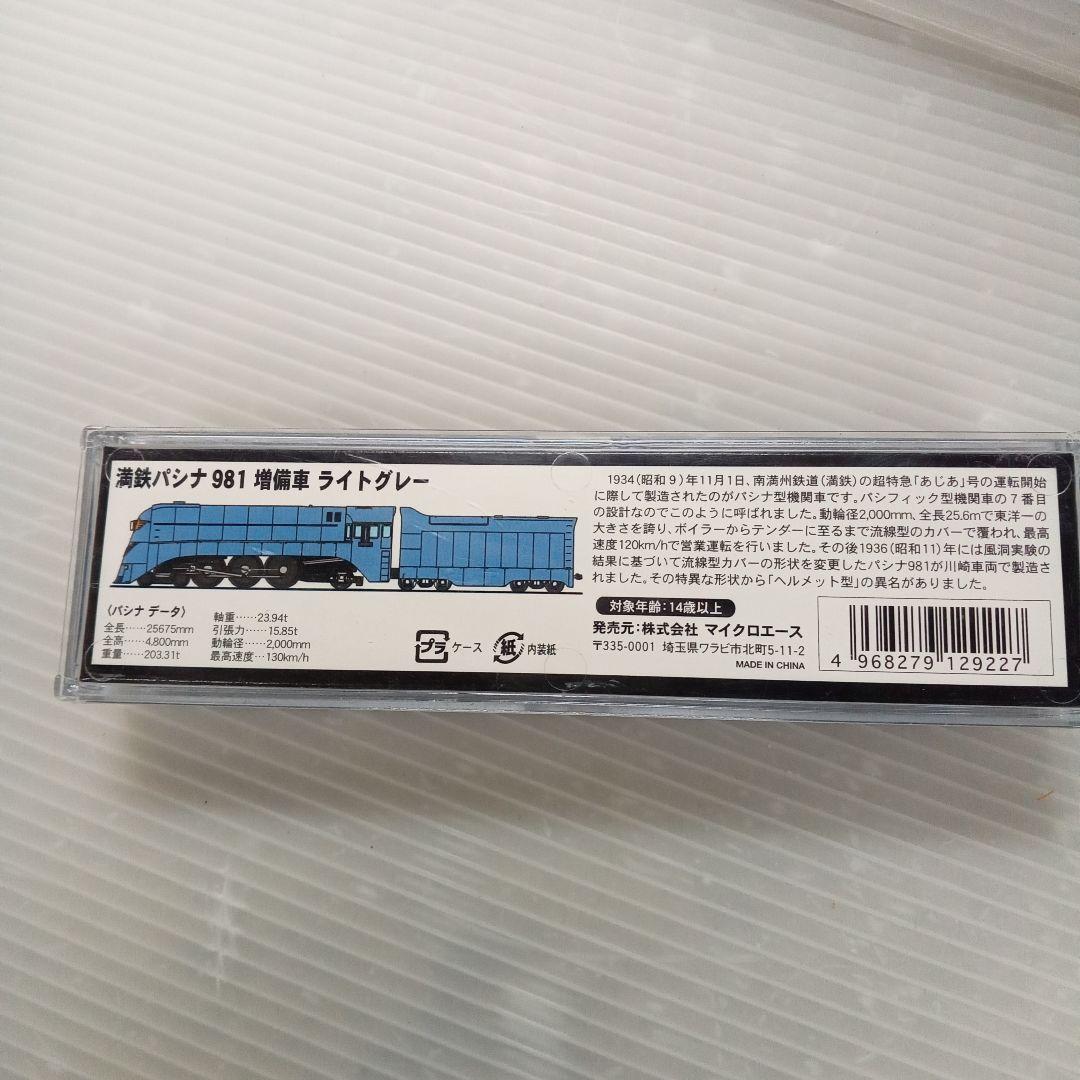 満鉄パシナ 981 増備車 ライトグレー
〈パシナ データ〉
全長……25675mm
全高……4,800mm
重量……203.31t
軸重……23.94t
引張力……15.85t
動輪径……2,000mm
最高速度…130km/h
プラ ケース
紙 内装紙
1934(昭和９)年11月1日、南満州鉄道(満鉄)の超特急「あじあ」号の運転開始
に際して製造されたのがパシナ型機関車です。パシフィック型機関車の７番目
の設計なのでこのように呼ばれました。動輪径2,000mm、全長25.6mで東洋一の
大きさを誇り、ボイラーからテンダーに至るまで流線型のカバーで覆われ、最高
速度120km/hで営業運転を行いました。その後1936(昭和11)年には風洞実験の
結果に基づいて流線型カバーの形状を変更したパシナ981が川崎車両で製造さ
れました。その特異な形状から「ヘルメット型」の異名がありました。
対象年齢:14歳以上
発売元:株式会社 マイクロエース
〒335-0001 埼玉県ワラビ市北町5-11-2
MADE IN CHINA
4 968279 129227